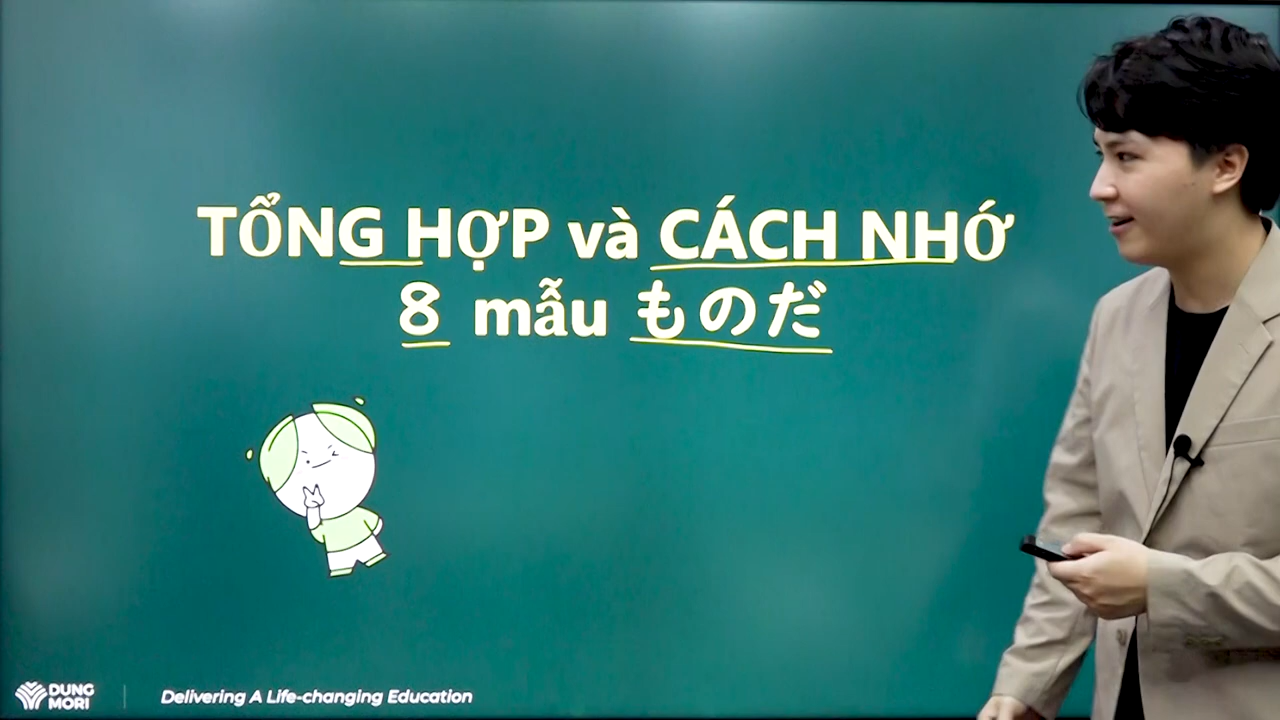 TỔNG HỢP và CÁCH NHỚ
8 mẫu ものだ
DUNG
MORI
Delivering A Life-changing Education